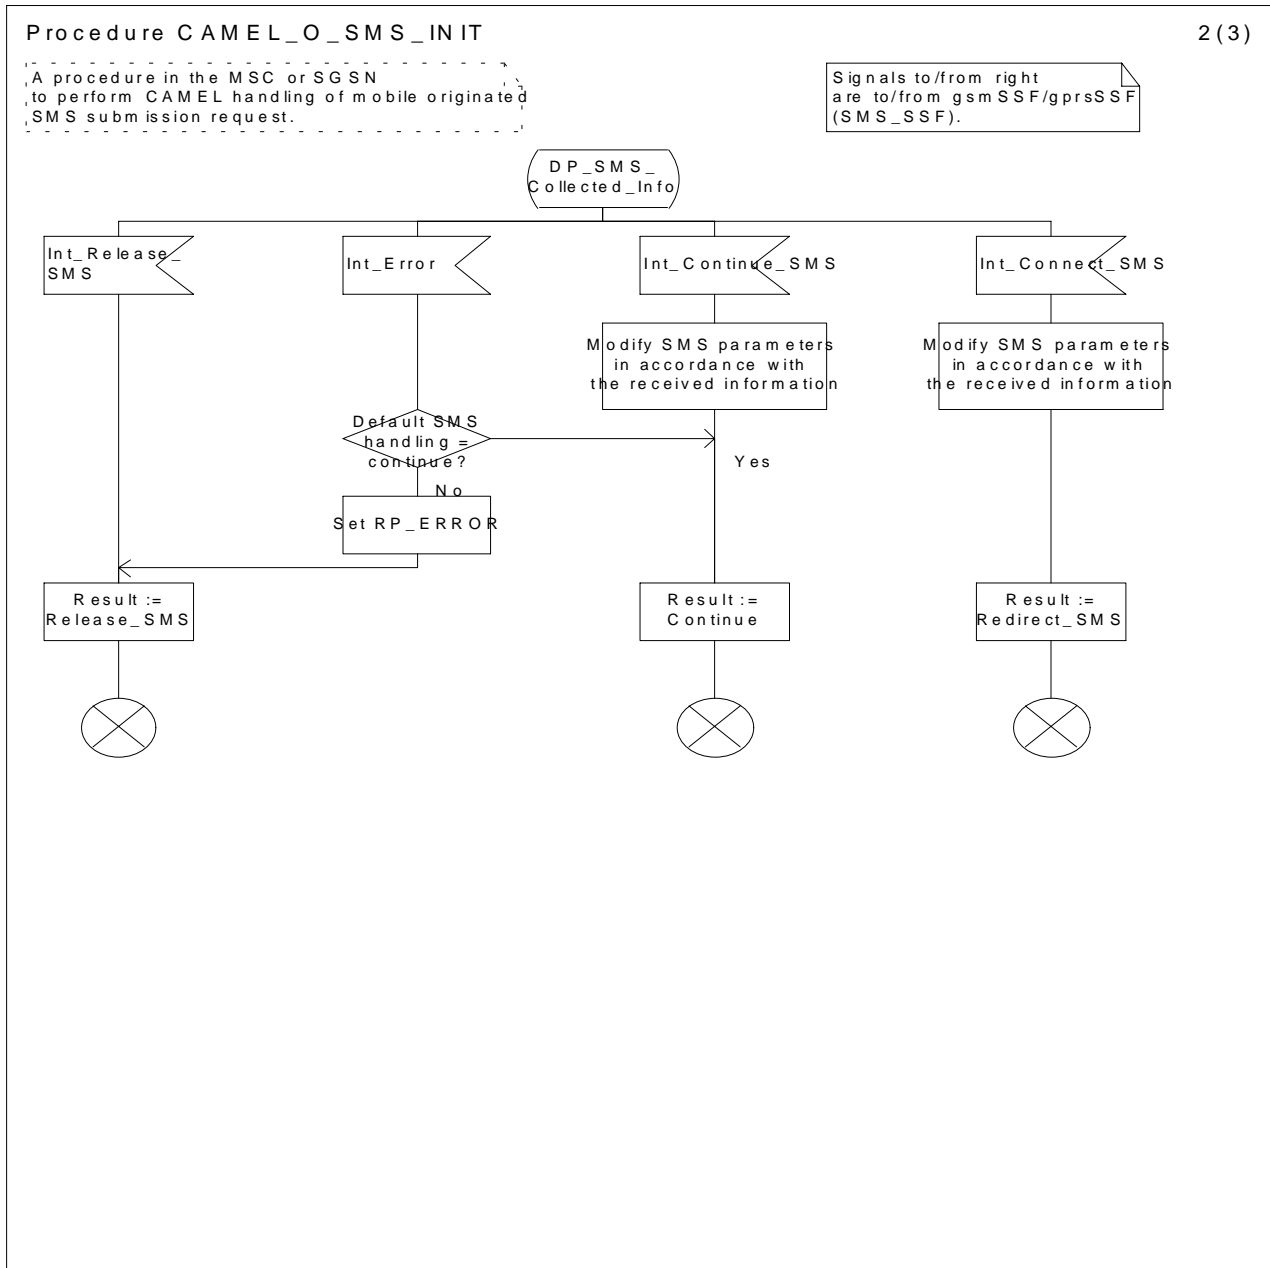 Procedure CAMEL_O_SMS_INIT
2(3)
A procedure in the MSC or SGSN
to perform CAMEL handling of mobile originated
SMS submission request.
Signals to/from right
are to/from gsmSSF/gprsSSF
(SMS_SSF).
DP_SMS_
Collected_Info
Int_Release_
SMS
Int_Error
Int_Continue_SMS
Int_Connect_SMS
Modify SMS parameters
in accordance with
the received information
Modify SMS parameters
in accordance with
the received information
Default SMS
handling =
continue?
Yes
No
Set RP_ERROR
Result :=
Release_SMS
Result :=
Continue
Result :=
Redirect_SMS